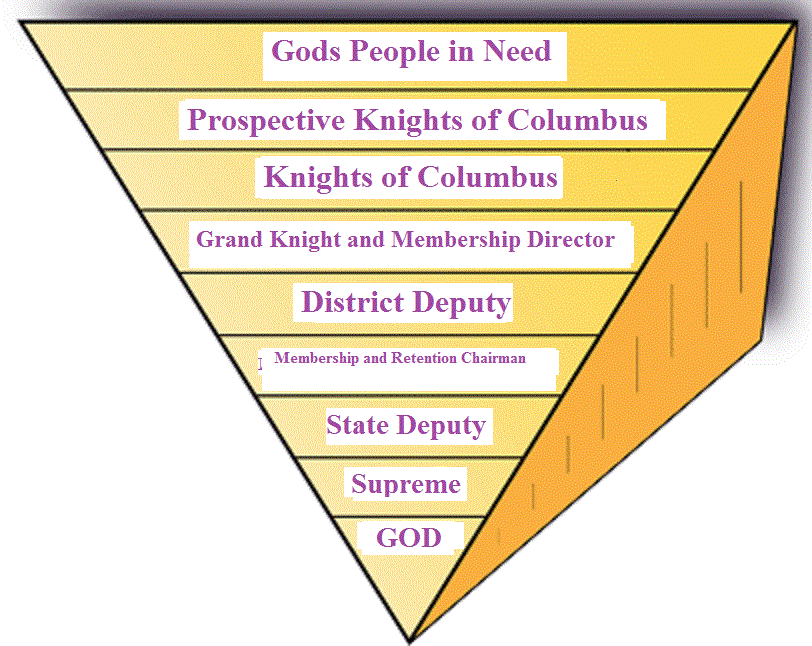 Gods People in Need
Prospective Knights of Columbus
Knights of Columbus
Grand Knight and Membership Director
District Deputy
Membership and Retention Chairman
State Deputy
Supreme
GOD